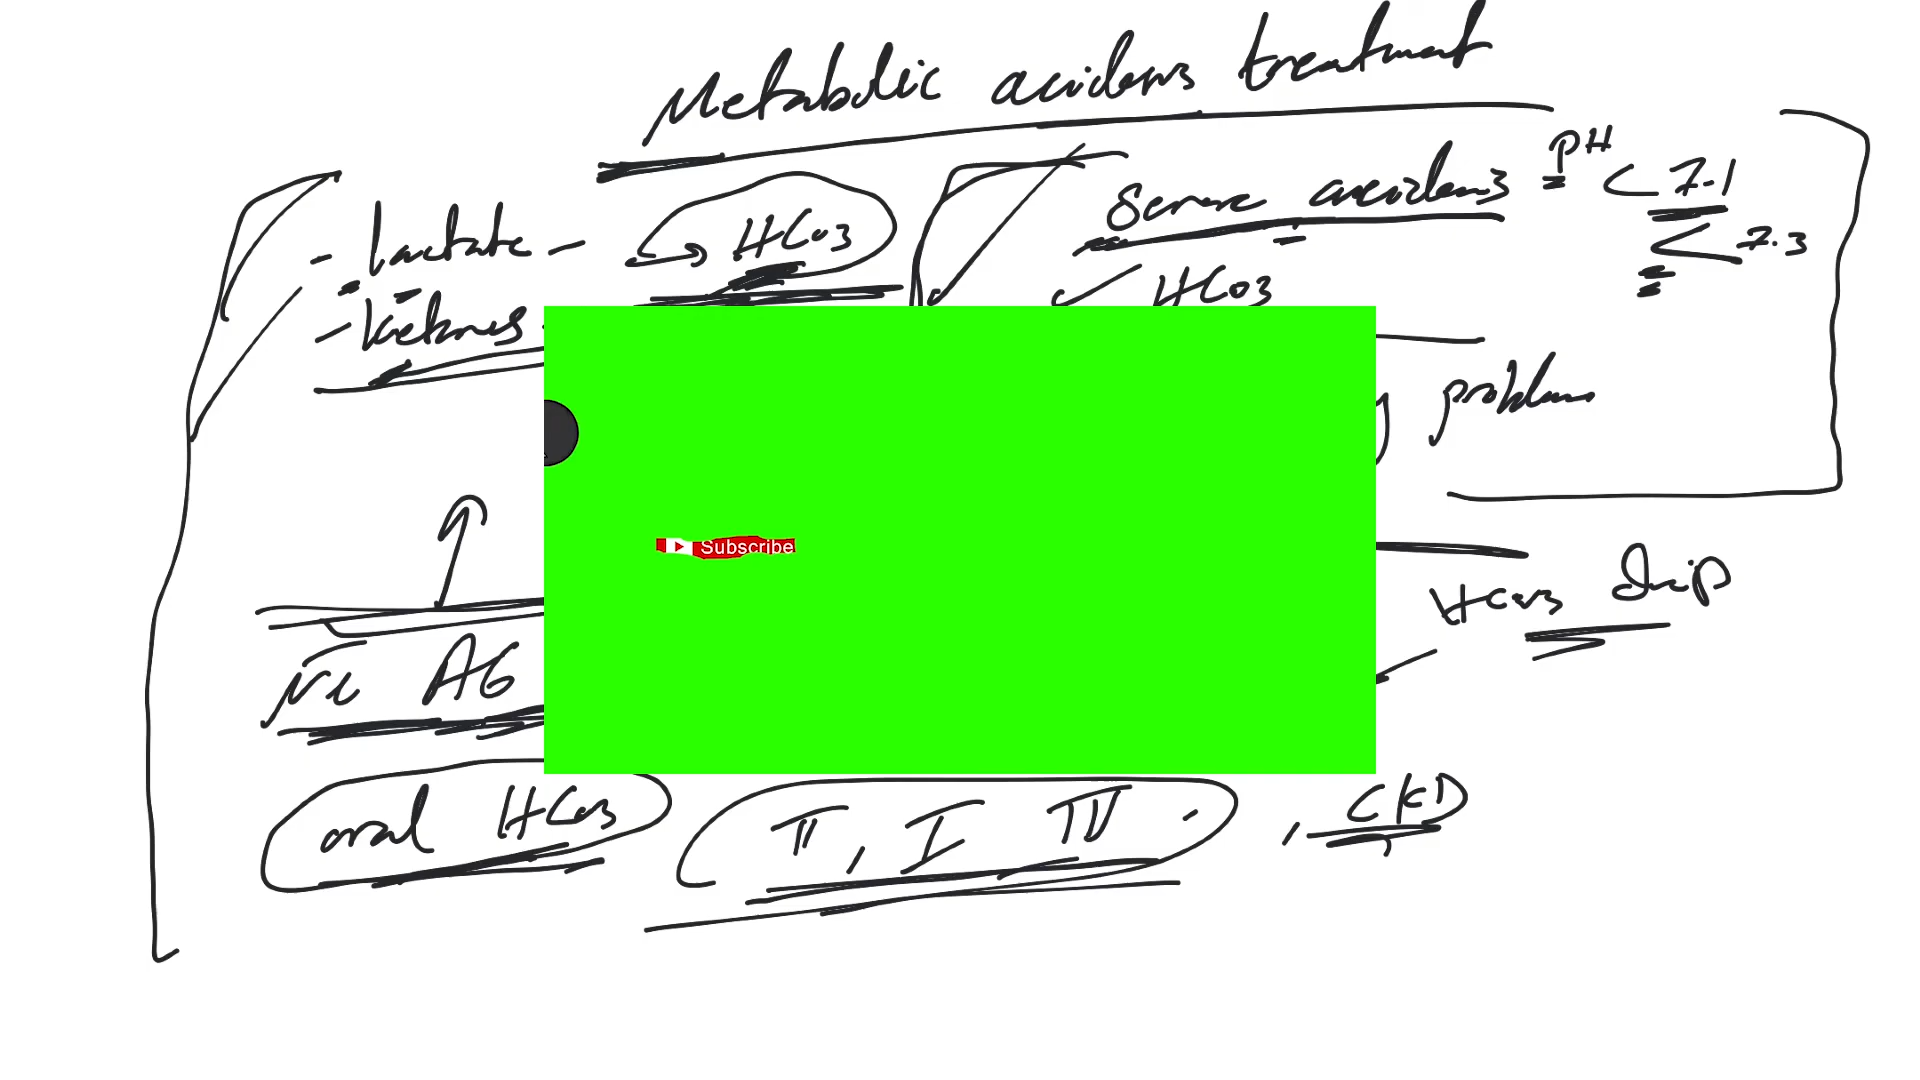 Metabolic acidosis treatment
- lactate - → HCO3
- ketones
Severe acidosis PH < 7.1
< 7.3
✓ HCO3
problem
Subscribe
HCO3 drip
AG
oral HCO3
II, I IV . , CKD